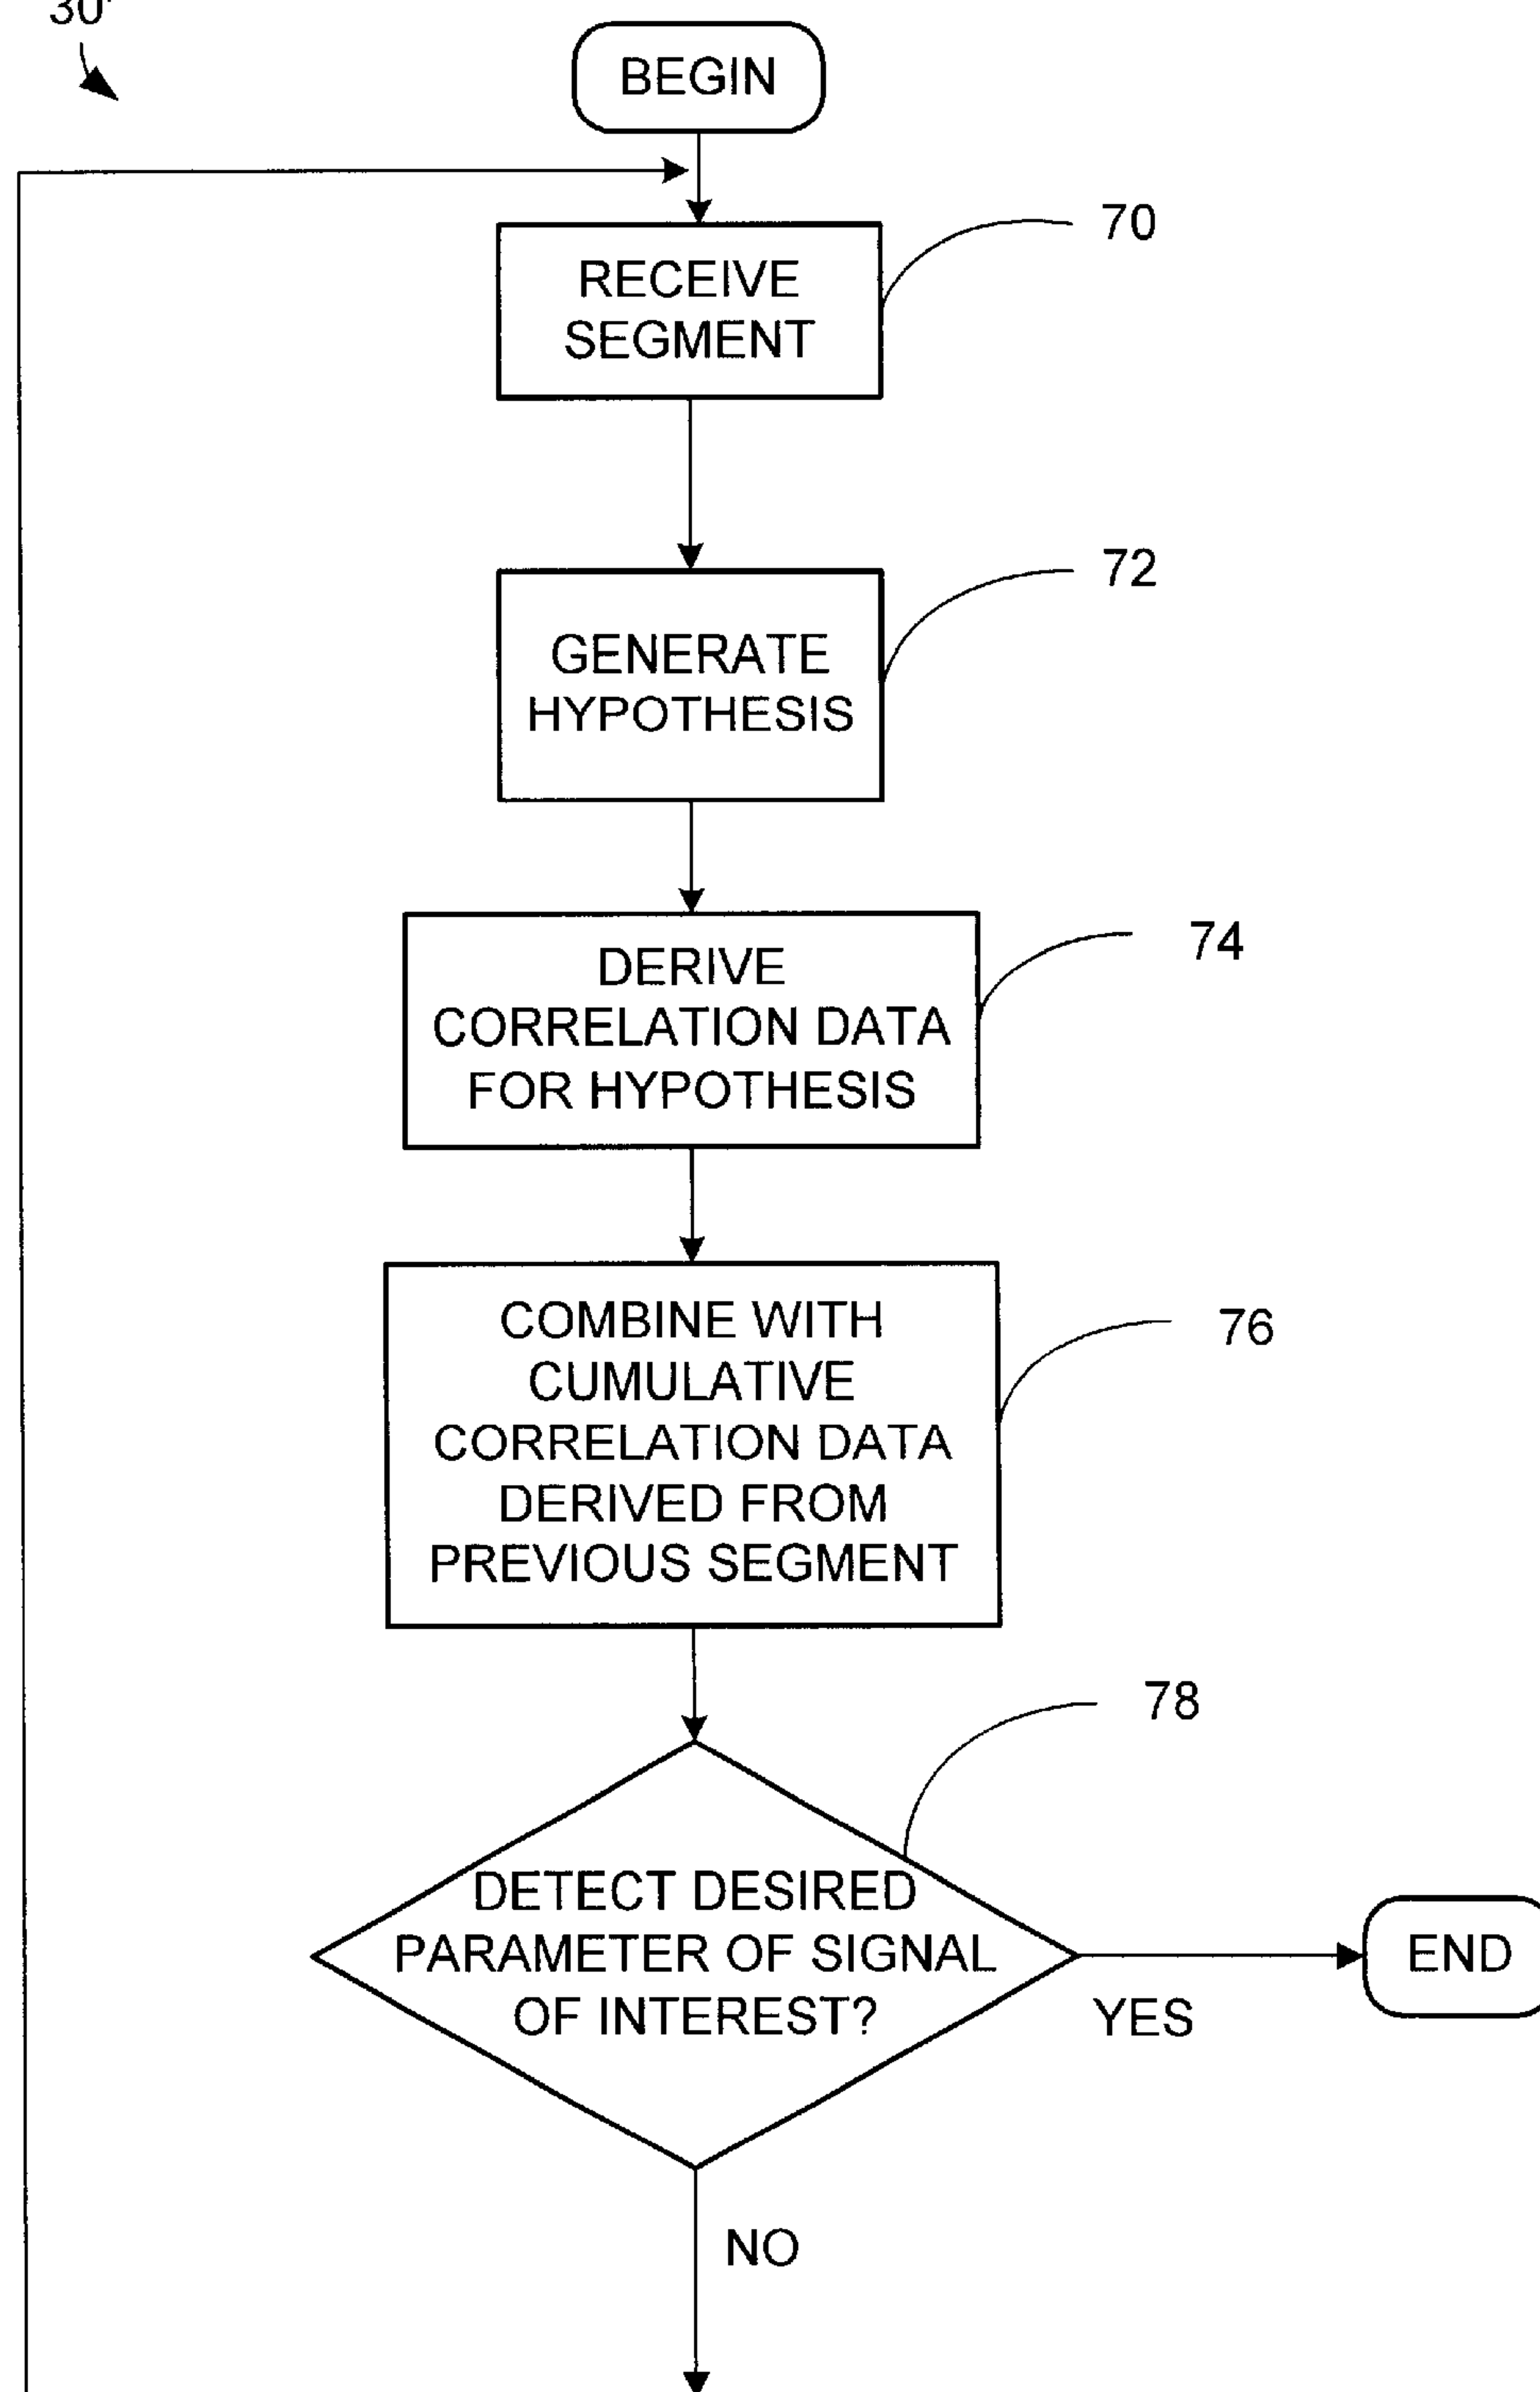 30'
BEGIN
70
RECEIVE
SEGMENT
72
GENERATE
HYPOTHESIS
74
DERIVE
CORRELATION DATA
FOR HYPOTHESIS
76
COMBINE WITH
CUMULATIVE
CORRELATION DATA
DERIVED FROM
PREVIOUS SEGMENT
78
DETECT DESIRED
PARAMETER OF SIGNAL
OF INTEREST?
END
YES
NO